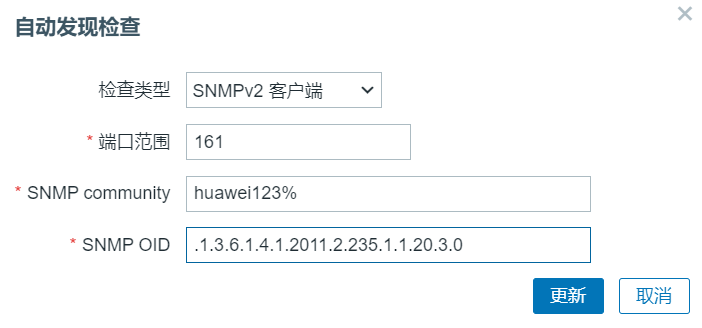 自动发现检查
检查类型 SNMPv2 客户端
* 端口范围 161
* SNMP community huawei123%
* SNMP OID .1.3.6.1.4.1.2011.2.235.1.1.20.3.0
更新 取消